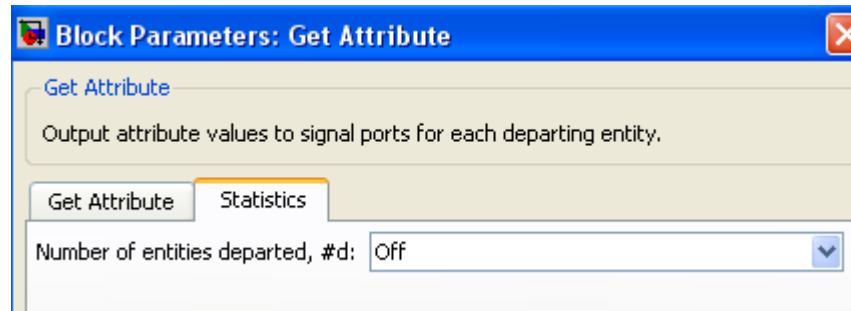 Block Parameters: Get Attribute
Get Attribute
Output attribute values to signal ports for each departing entity.
Get Attribute Statistics
Number of entities departed, #d: Off